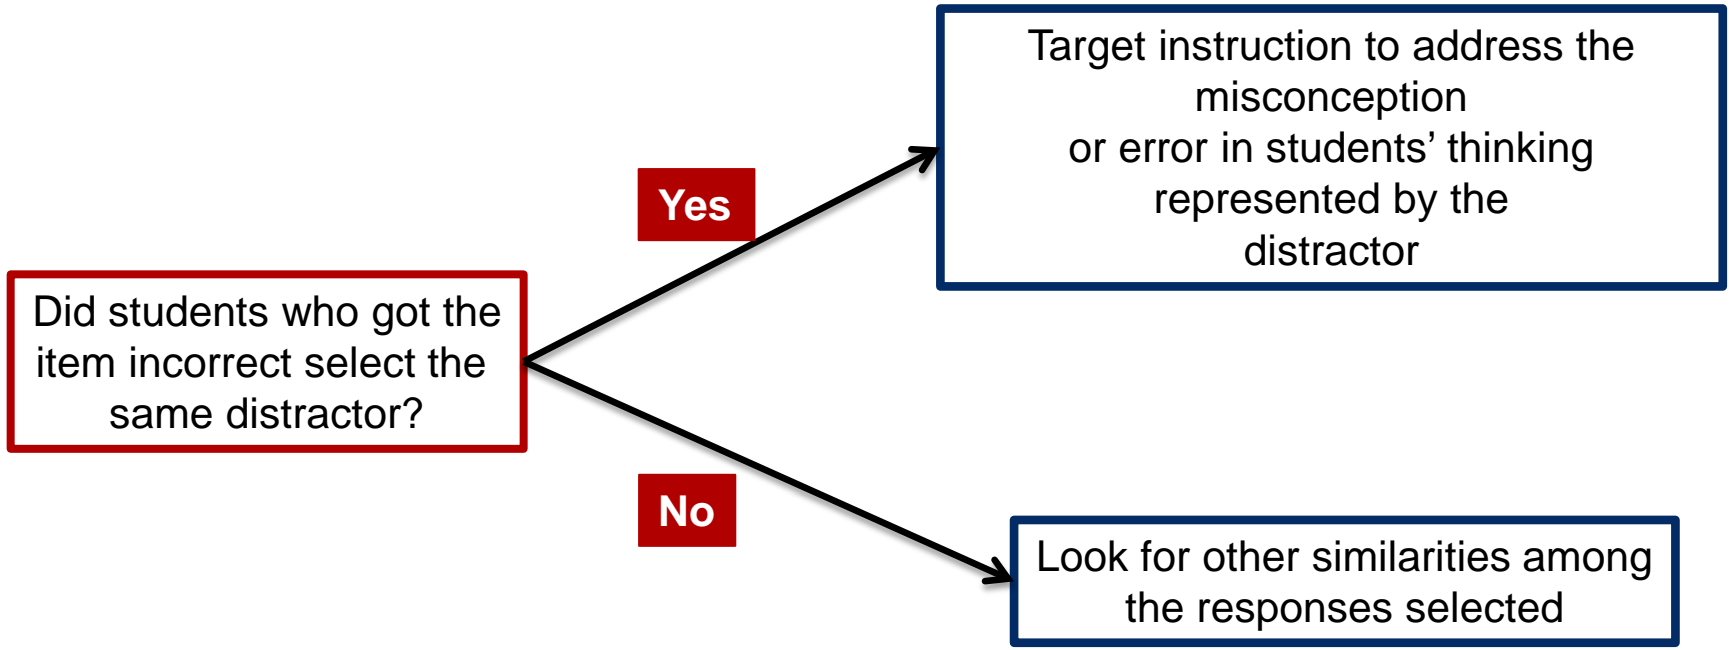 Target instruction to address the
misconception
or error in students’ thinking
represented by the
distractor
Yes
Did students who got the
item incorrect select the
same distractor?
No
Look for other similarities among
the responses selected